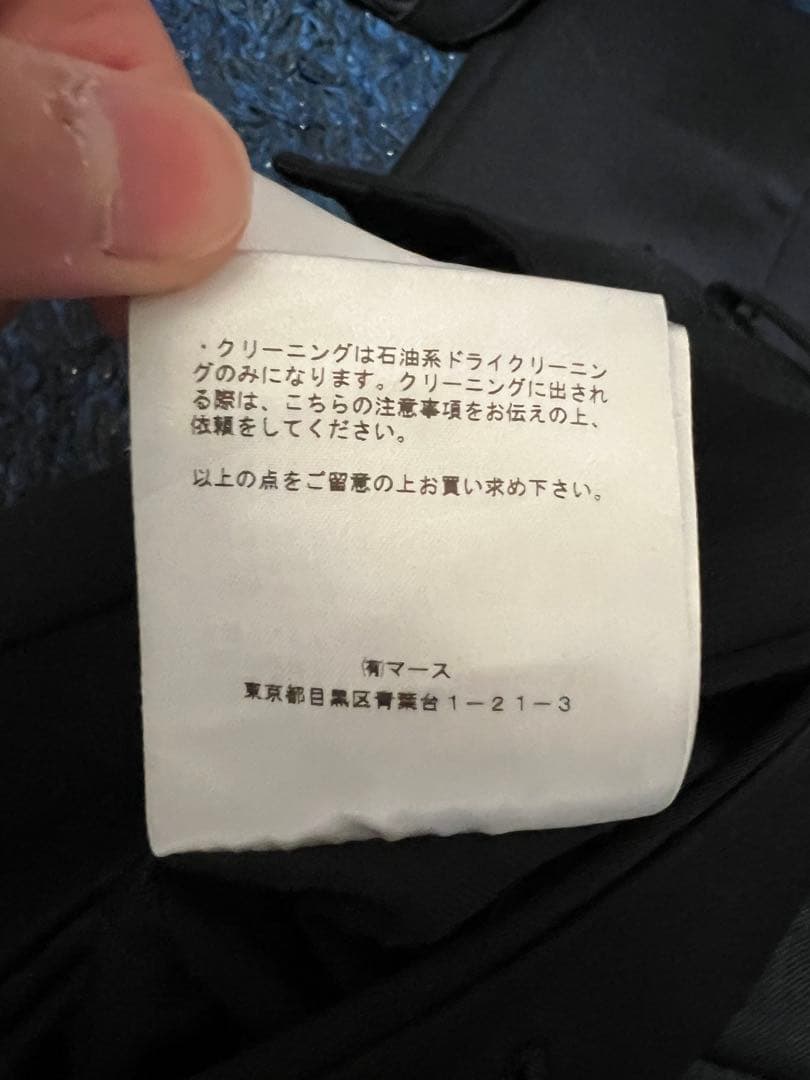 ・クリーニングは石油系ドライクリーニン
グのみになります。クリーニングに出され
る際は、こちらの注意事項をお伝えの上、
依頼をしてください。
以上の点をご留意の上お買い求め下さい。
㈲マース
東京都目黒区青葉台1－21－3